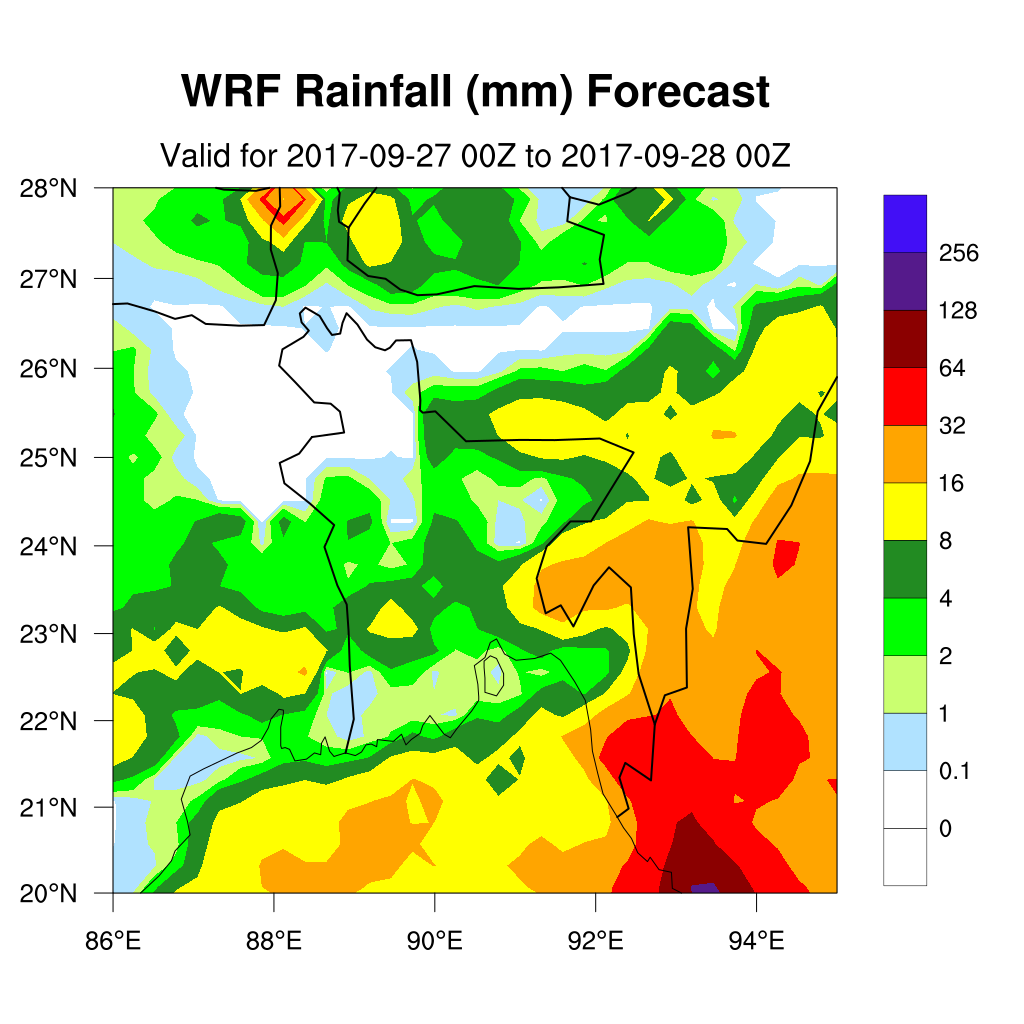 WRF Rainfall (mm) Forecast
Valid for 2017-09-27 00Z to 2017-09-28 00Z
28°N
27°N
26°N
25°N
24°N
23°N
22°N
21°N
20°N
86°E 88°E 90°E 92°E 94°E
256
128
64
32
16
8
4
2
1
0.1
0